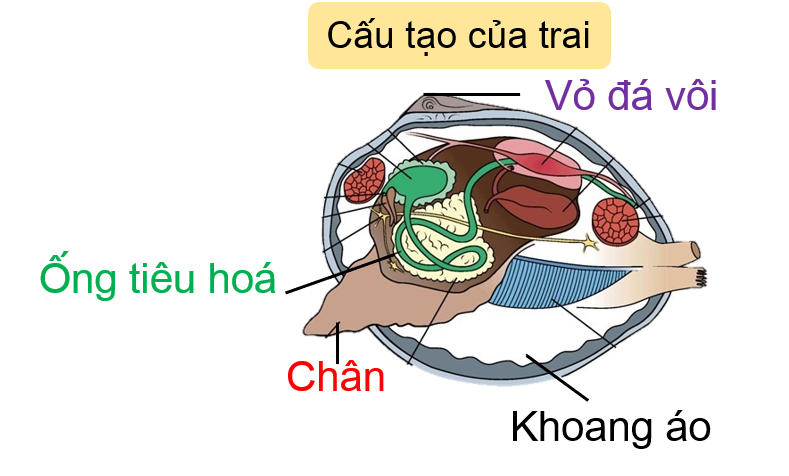 Cấu tạo của trai
Vỏ đá vôi
Ống tiêu hoá
Chân
Khoang áo